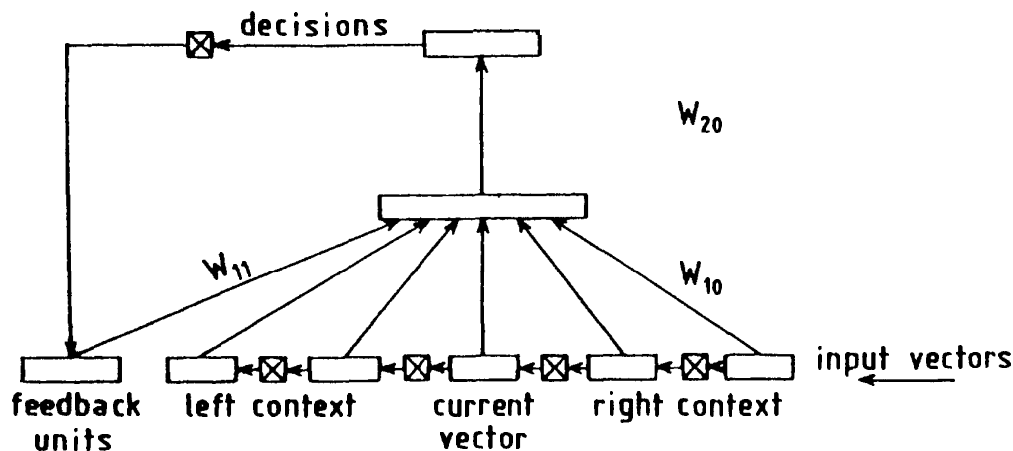 decisions
W20
W11
W10
input vectors
feedback units
left context
current vector
right context